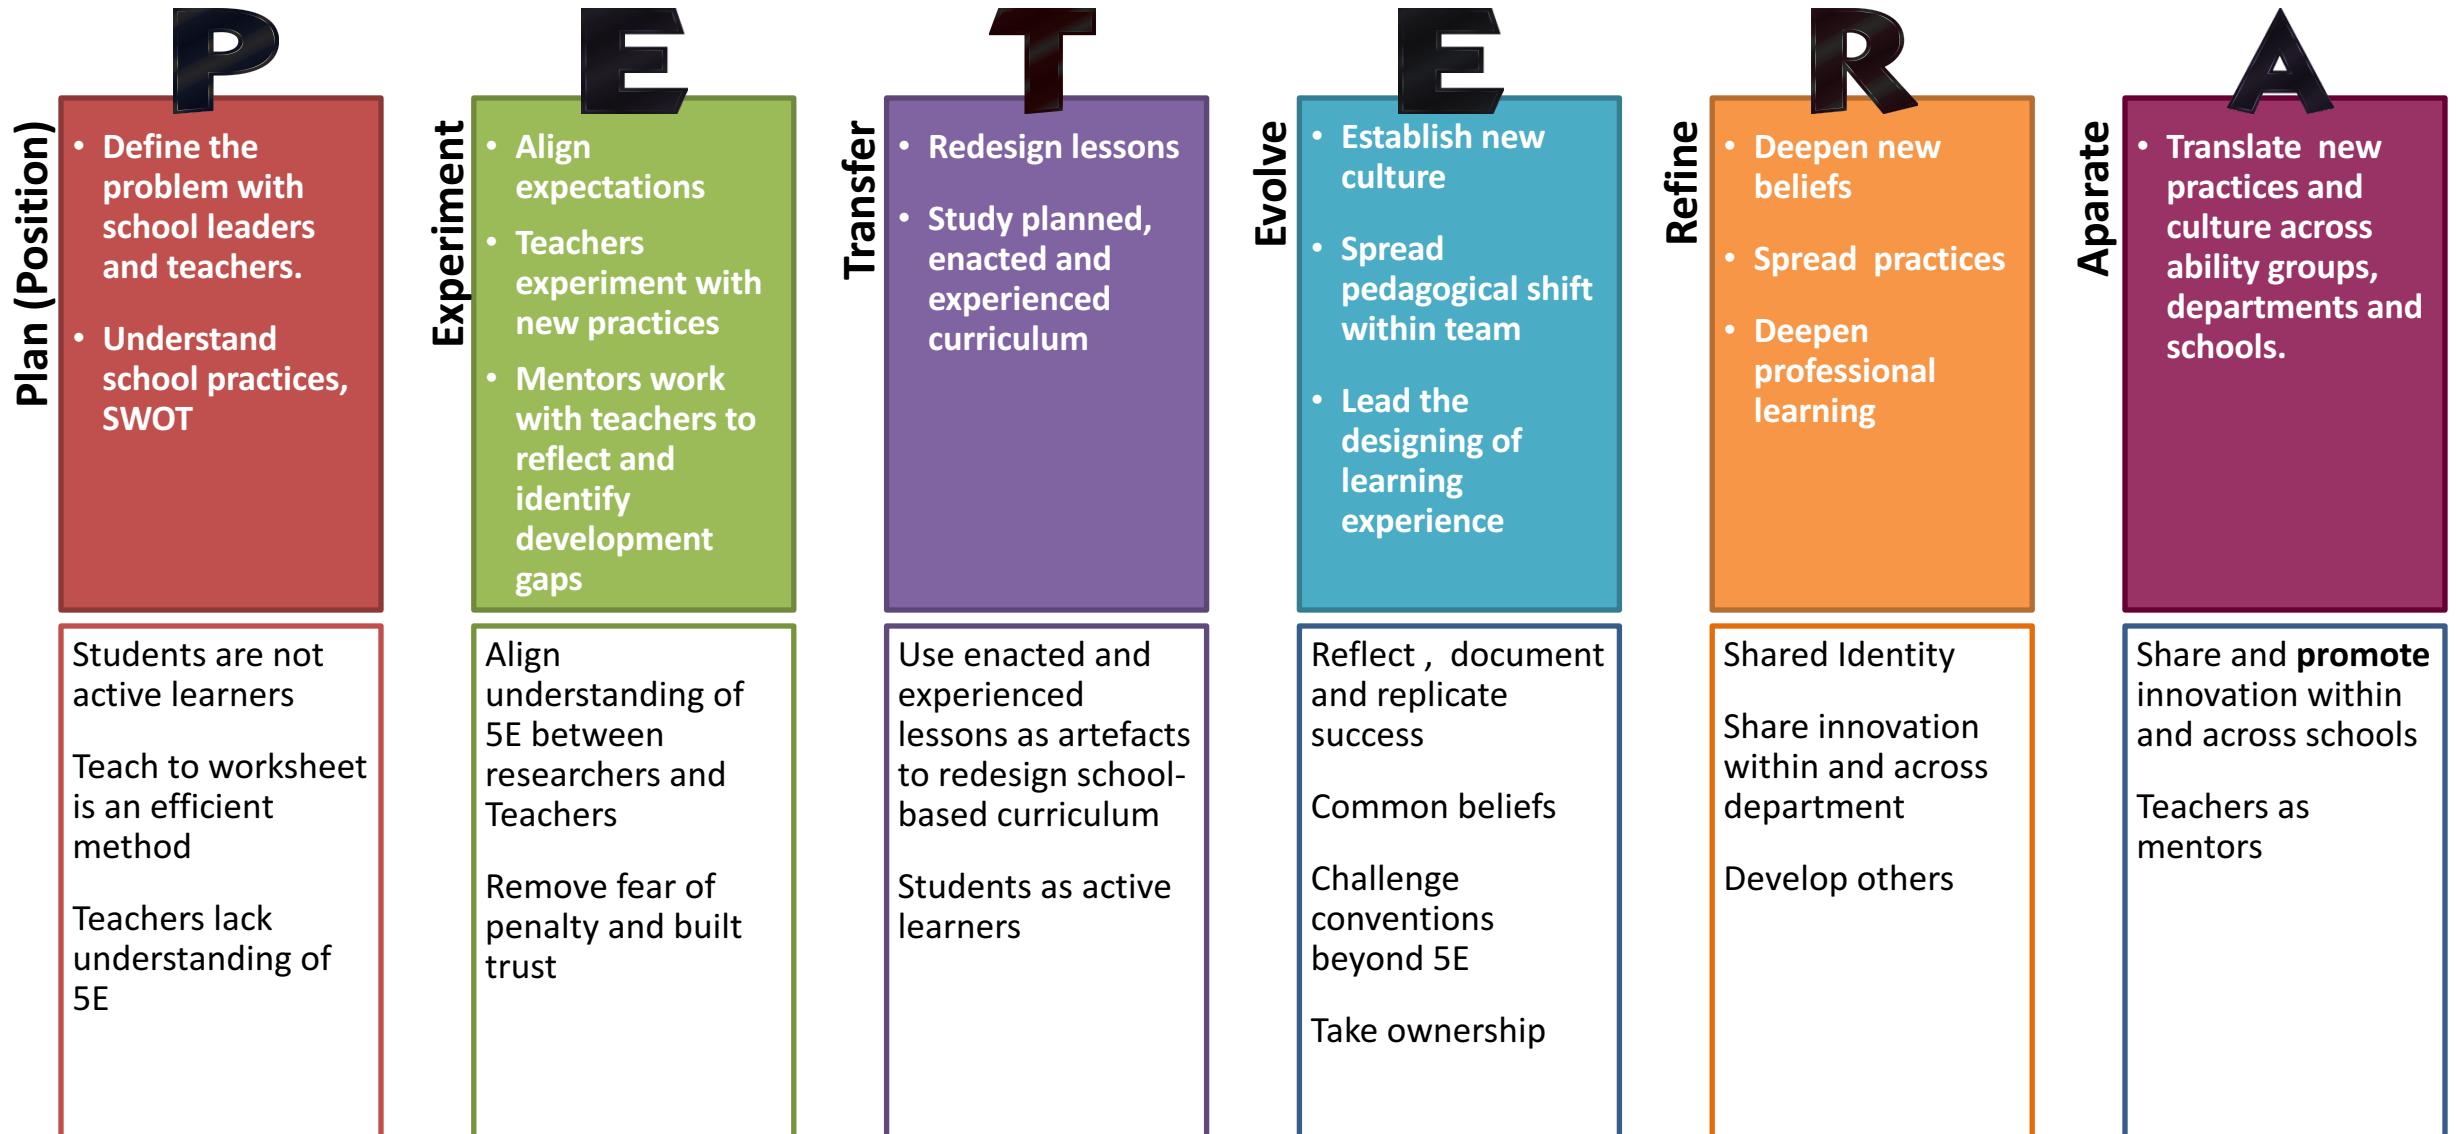 P
Plan (Position)
• Define the
problem with
school leaders
and teachers.
• Understand
school practices,
SWOT
Students are not
active learners
Teach to worksheet
is an efficient
method
Teachers lack
understanding of
5E
E
Experiment
• Align
expectations
• Teachers
experiment with
new practices
• Mentors work
with teachers to
reflect and
identify
development
gaps
Align
understanding of
5E between
researchers and
Teachers
Remove fear of
penalty and built
trust
T
Transfer
• Redesign lessons
• Study planned,
enacted and
experienced
curriculum
Use enacted and
experienced
lessons as artefacts
to redesign school-
based curriculum
Students as active
learners
E
Evolve
• Establish new
culture
• Spread
pedagogical shift
within team
• Lead the
designing of
learning
experience
Reflect , document
and replicate
success
Common beliefs
Challenge
conventions
beyond 5E
Take ownership
R
Refine
• Deepen new
beliefs
• Spread practices
• Deepen
professional
learning
Shared Identity
Share innovation
within and across
department
Develop others
A
Aparate
• Translate new
practices and
culture across
ability groups,
departments and
schools.
Share and promote
innovation within
and across schools
Teachers as
mentors